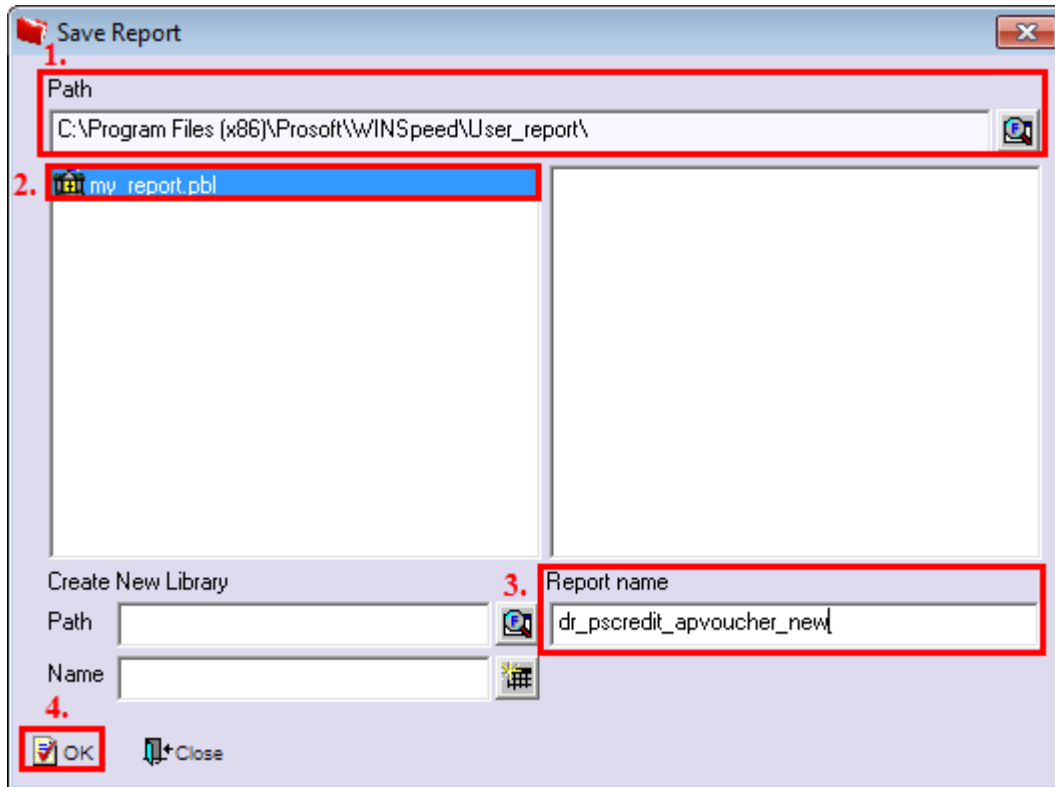 Save Report
1.
Path
C:\Program Files (x86)\Prosoft\WINSpeed\User_report\
2. my_report.pbl
Create New Library
3. Report name
Path
dr_pscredit_apvoucher_new
Name
4.
OK Close